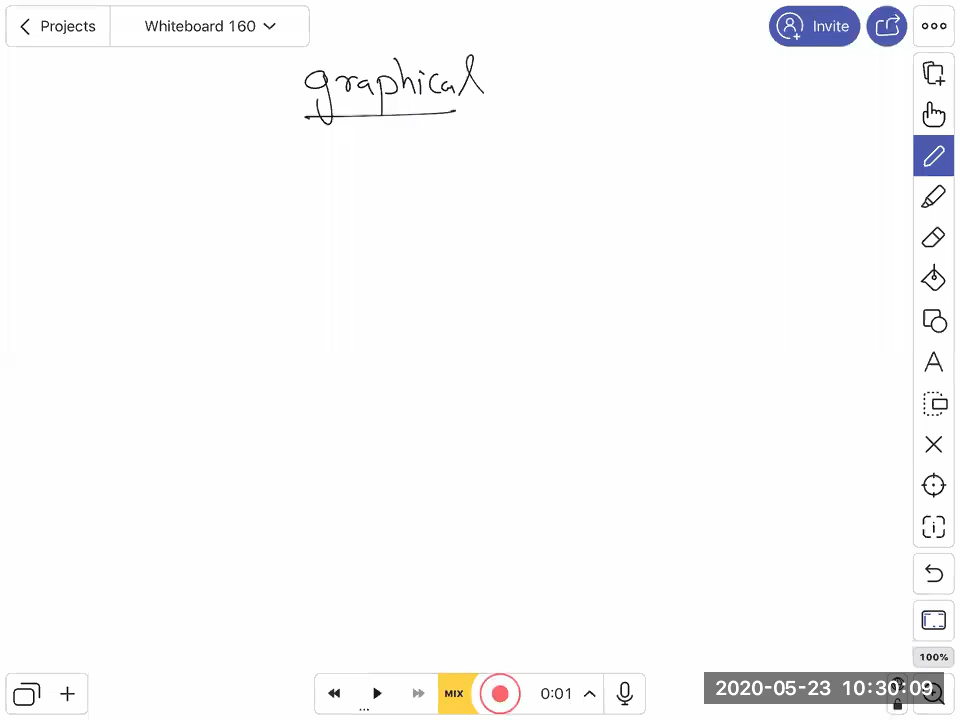 Projects Whiteboard 160 Invite
graphical
A
100%
MIX 0:01 2020-05-23 10:30:09